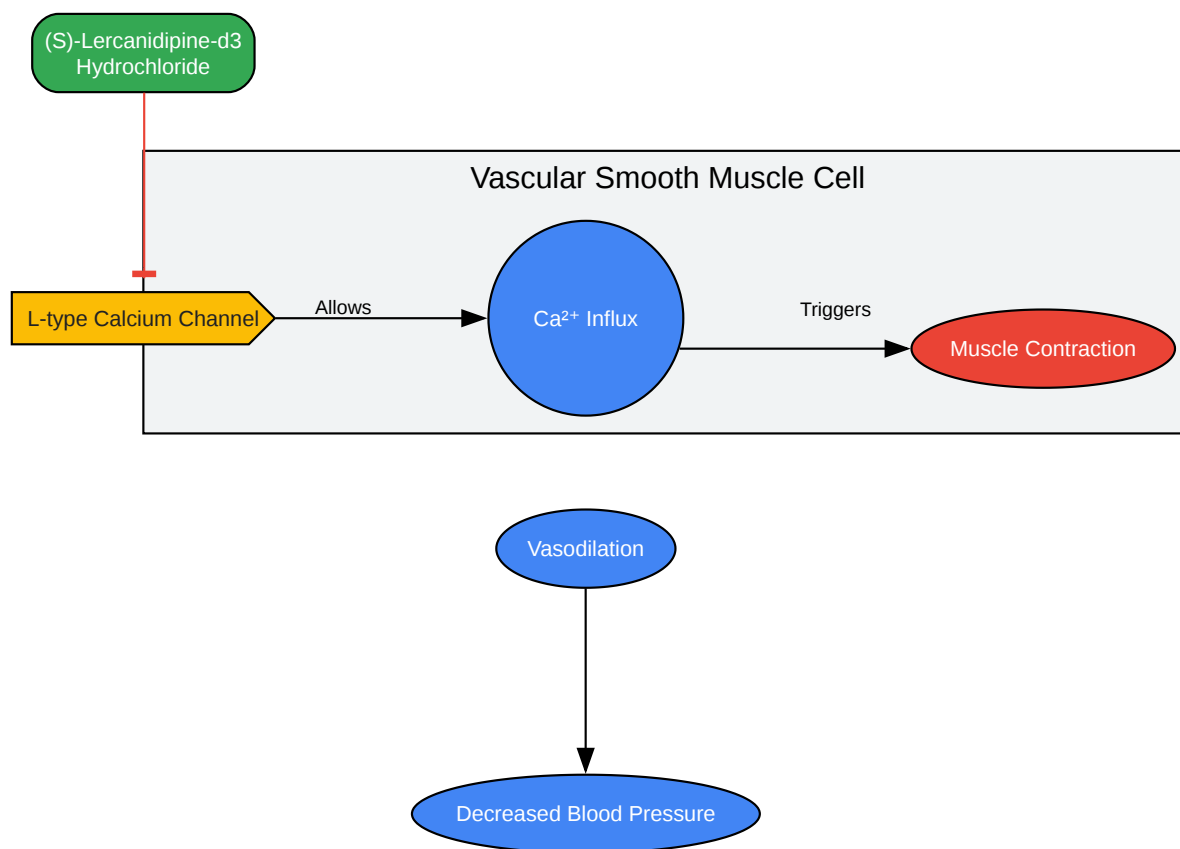 (S)-Lercanidipine-d3
Hydrochloride
Vascular Smooth Muscle Cell
L-type Calcium Channel
Allows
Ca²⁺ Influx
Triggers
Muscle Contraction
Vasodilation
Decreased Blood Pressure